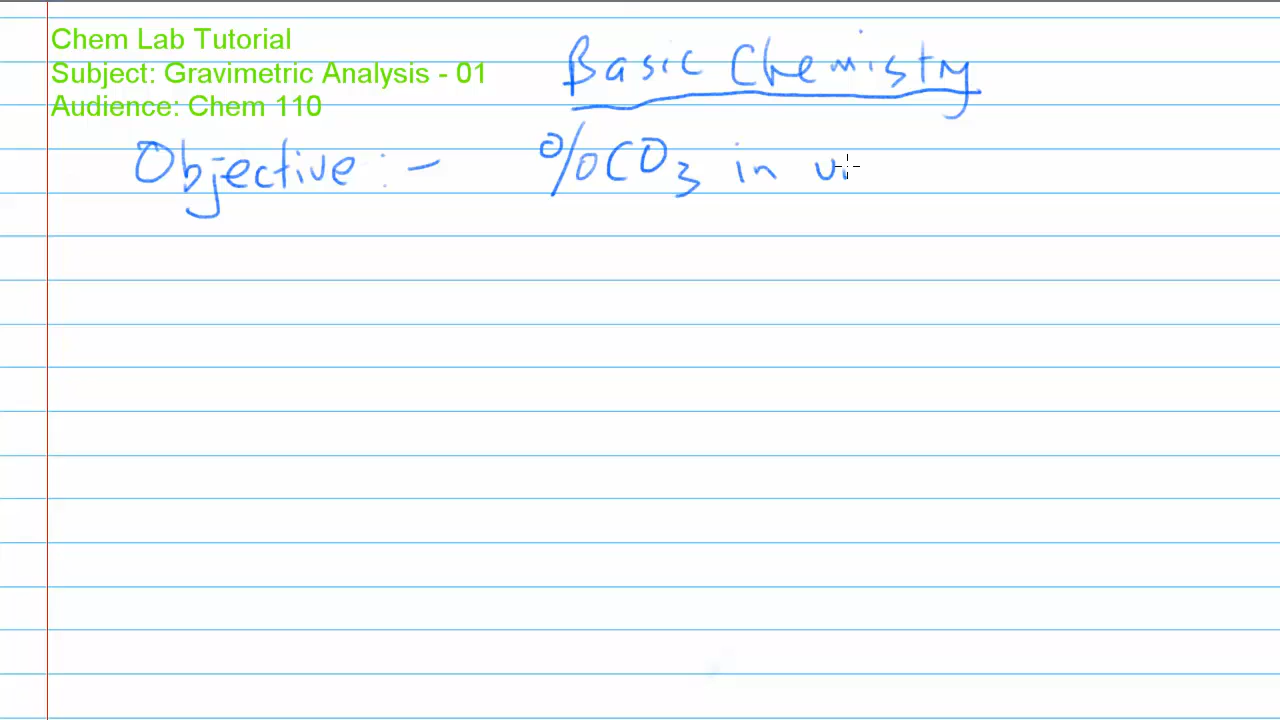 Chem Lab Tutorial
Subject: Gravimetric Analysis - 01
Audience: Chem 110
Basic Chemistry
Objective :- %CO3 in